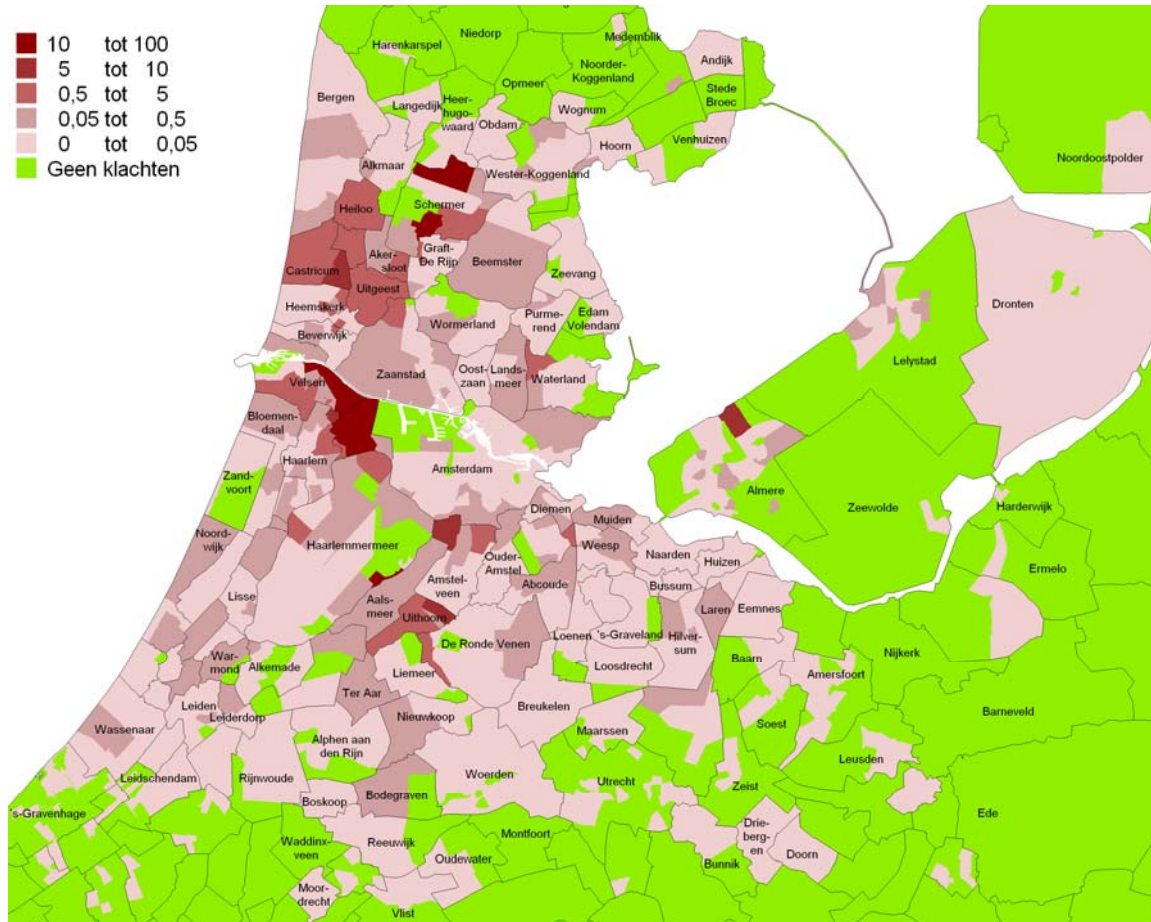 10 tot 100
5 tot 10
0,5 tot 5
0,05 tot 0,5
0 tot 0,05
Geen klachten
Niedorp
Harenkarspel
Medemblik
Noorder-
Koggenland
Andijk
Opmeer
Stede
Broec
Bergen
Langedijk
Heer-
hugo-
waard
Obdam
Wognum
Hoorn
Venhuizen
Noordoostpolder
Alkmaar
Wester-Koggenland
Schermer
Heiloo
Graft-
De Rijp
Aker-
sloot
Beemster
Castricum
Zeevang
Uitgeest
Heemskerk
Wormerland
Purme-
rend
Edam
Volendam
Dronten
Beverwijk
Lelystad
Zaanstad
Oost-
zaan
Lands-
meer
Waterland
Velsen
Bloemen-
daal
Haarlem
Amsterdam
Zand-
voort
Almere
Zeewolde
Harderwijk
Diemen
Muiden
Noord-
wijk
Haarlemmermeer
Weesp
Naarden
Huizen
Ouder-
Amstel
Ermelo
Amstel-
veen
Abcoude
Bussum
Lisse
Aals-
meer
Laren
Eemnes
Uithoorn
De Ronde Venen
Loenen
's-Graveland
Hilver-
sum
Nijkerk
War-
mond
Alkemade
Liemeer
Loosdrecht
Baarn
Amersfoort
Ter Aar
Leiden
Leiderdorp
Nieuwkoop
Breukelen
Barneveld
Wassenaar
Alphen aan
den Rijn
Maarssen
Soest
Leusden
Leidschendam
Rijnwoude
Woerden
Utrecht
Zeist
Boskoop
Bodegraven
's-Gravenhage
Ede
Waddinx-
veen
Reeuwijk
Montfoort
Drie-
berg-
en
Doorn
Oudewater
Bunnik
Moor-
drecht
Vlist